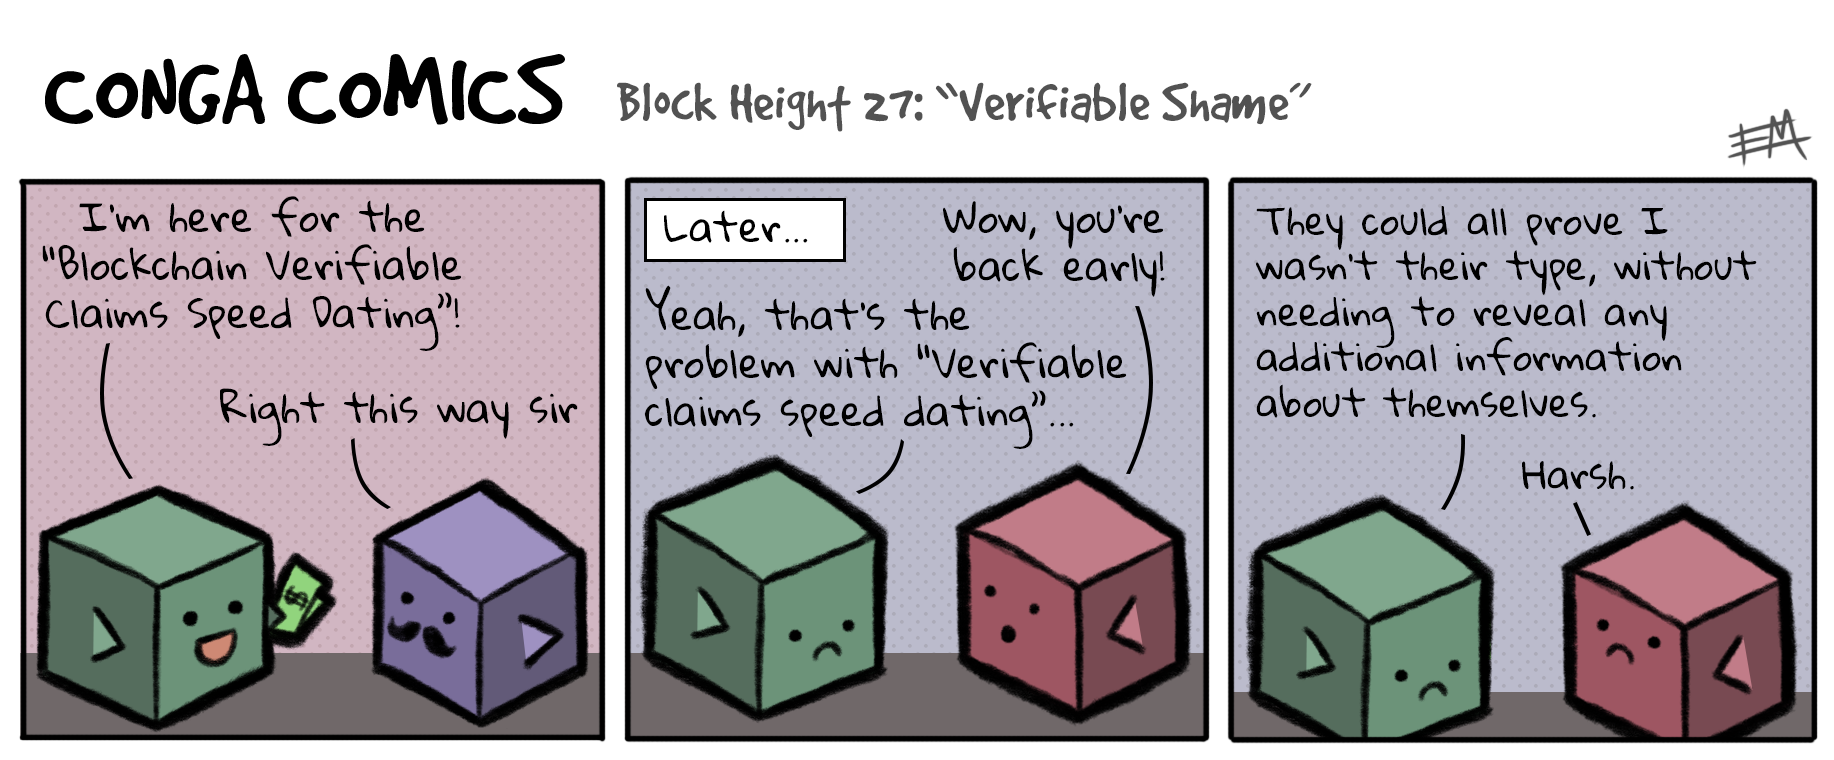 CONGA COMICS
Block Height 27: "Verifiable Shame"
EM
I'm here for the
"Blockchain Verifiable
Claims Speed Dating"!
Right this way sir
$
Later...
Wow, you're
back early!
Yeah, that's the
problem with "Verifiable
claims speed dating"...
They could all prove I
wasn't their type, without
needing to reveal any
additional information
about themselves.
Harsh.